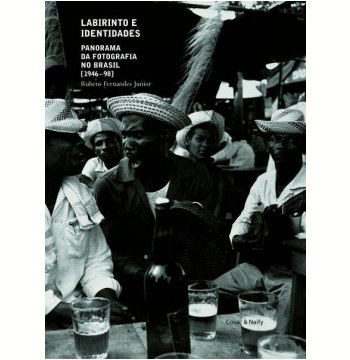 LABIRINTO E
IDENTIDADES
PANORAMA
DA FOTOGRAFIA
NO BRASIL
[1946-98]
Rubens Fernandes Junior
Cosac & Naify